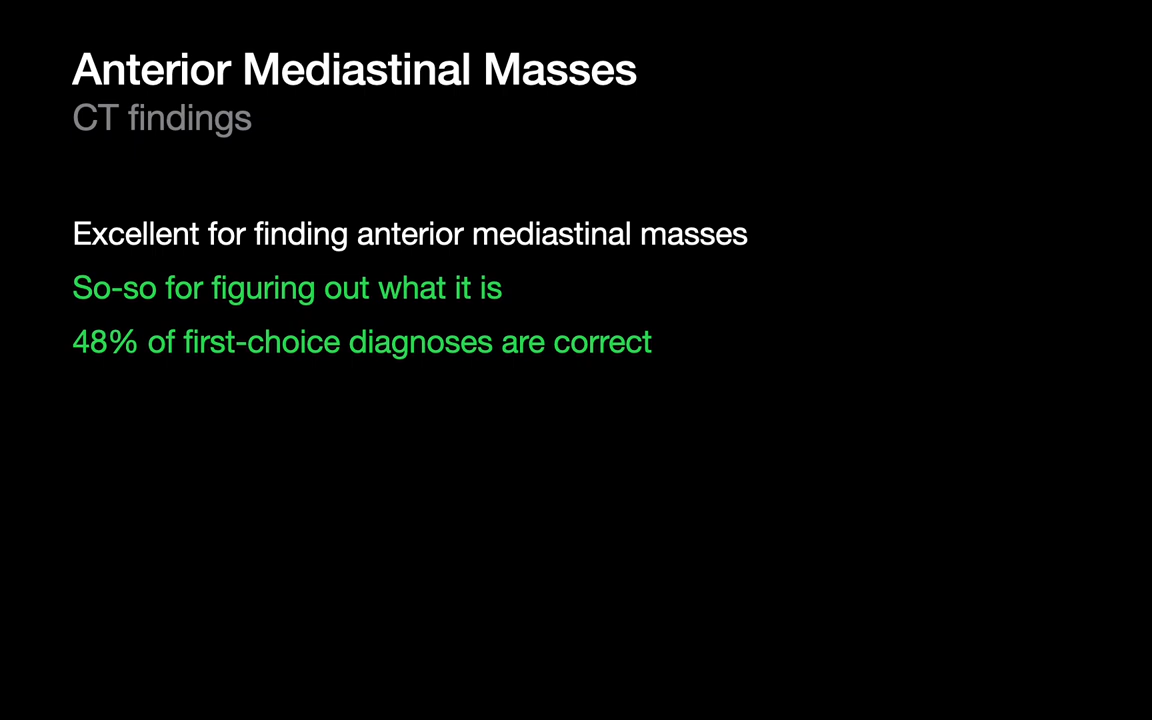 Anterior Mediastinal Masses
CT findings
Excellent for finding anterior mediastinal masses
So-so for figuring out what it is
48% of first-choice diagnoses are correct